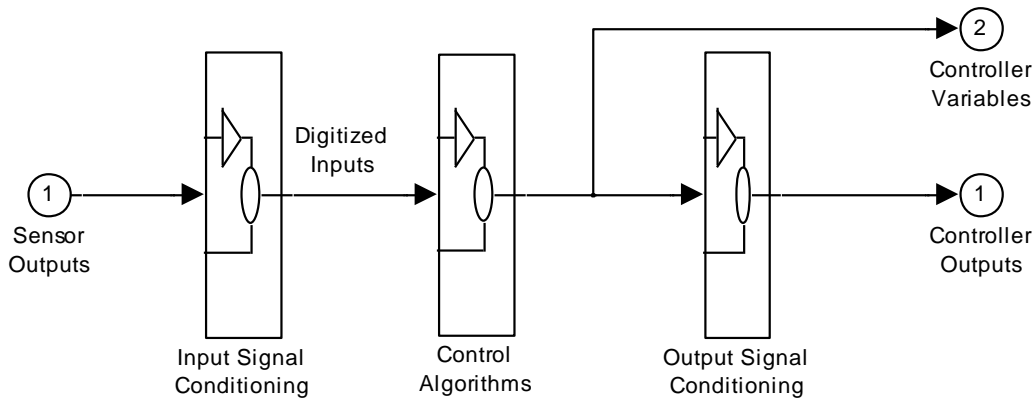 2
Controller
Variables
Digitized
Inputs
1
Sensor
Outputs
1
Controller
Outputs
Input Signal
Conditioning
Control
Algorithms
Output Signal
Conditioning